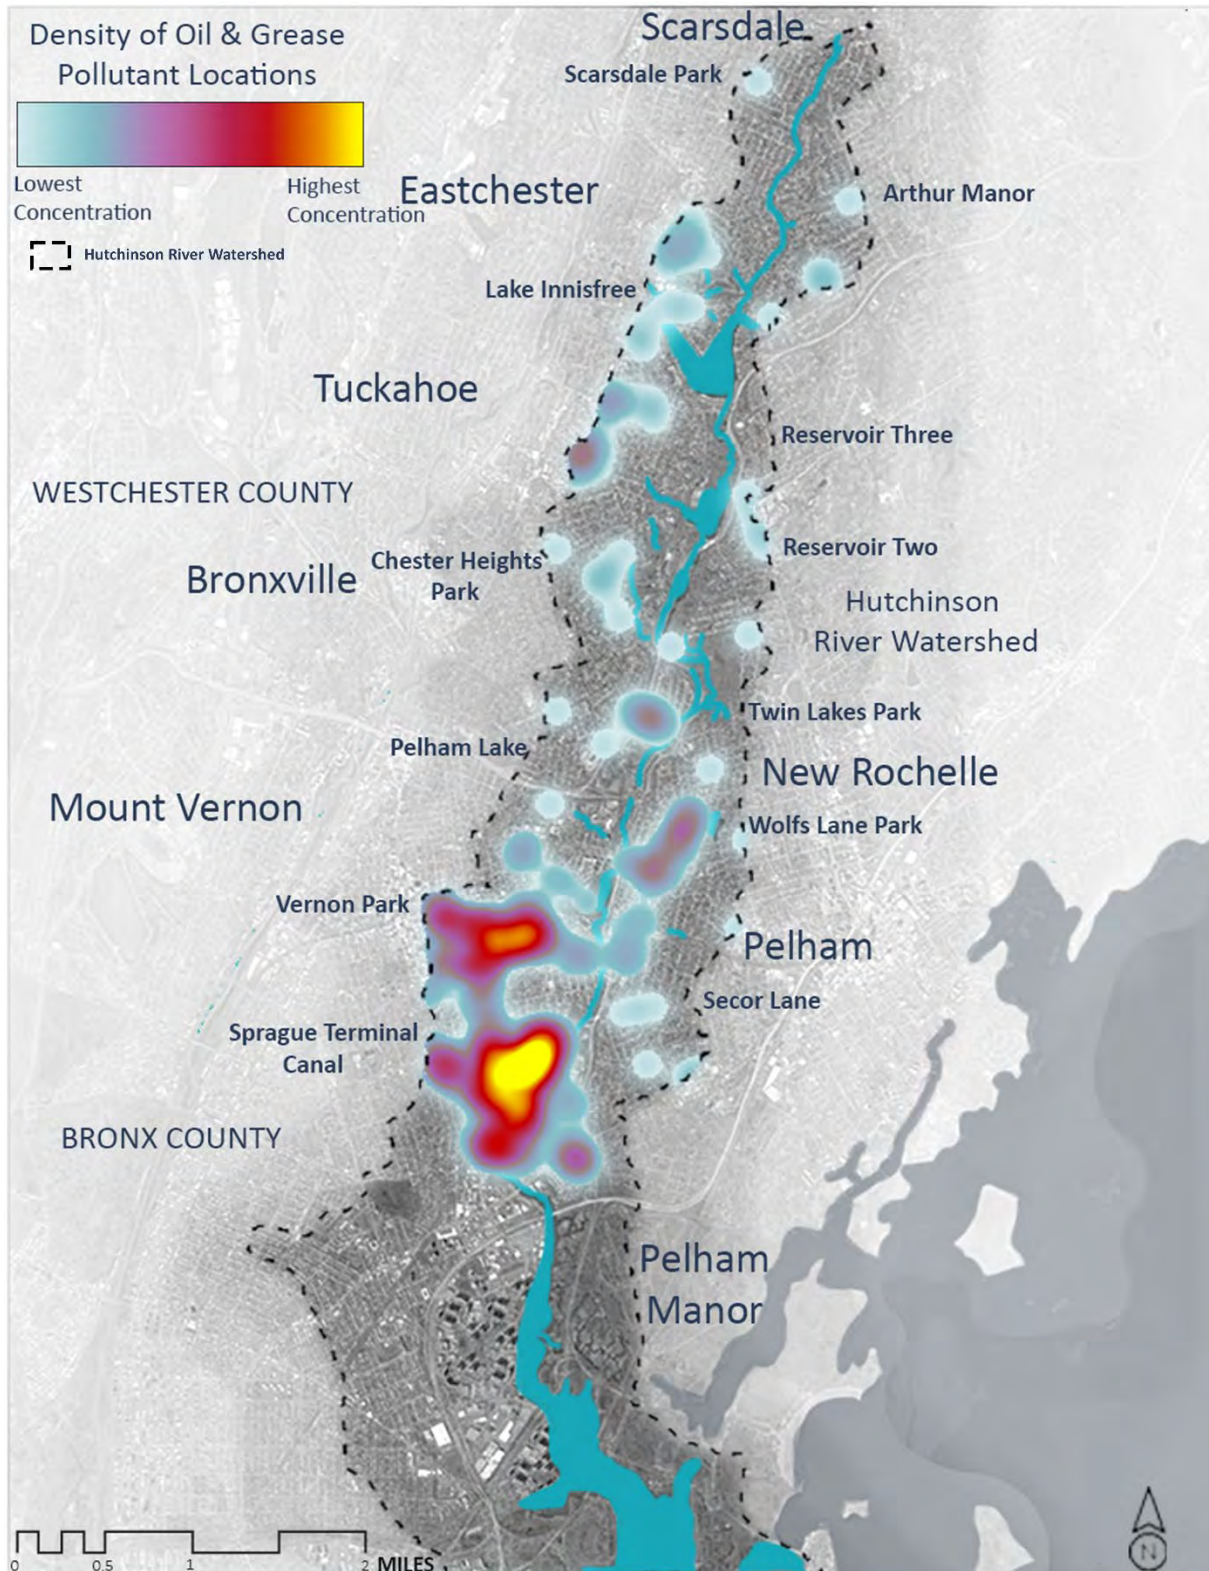 Density of Oil & Grease
Pollutant Locations
Lowest
Concentration
Highest
Concentration
Hutchinson River Watershed
Scarsdale
Scarsdale Park
Eastchester
Arthur Manor
Lake Innisfree
Tuckahoe
Reservoir Three
WESTCHESTER COUNTY
Reservoir Two
Chester Heights
Park
Bronxville
Hutchinson
River Watershed
Twin Lakes Park
Pelham Lake
New Rochelle
Mount Vernon
Wolfs Lane Park
Vernon Park
Pelham
Secor Lane
Sprague Terminal
Canal
BRONX COUNTY
Pelham
Manor
0 0.5 1 2 MILES
N